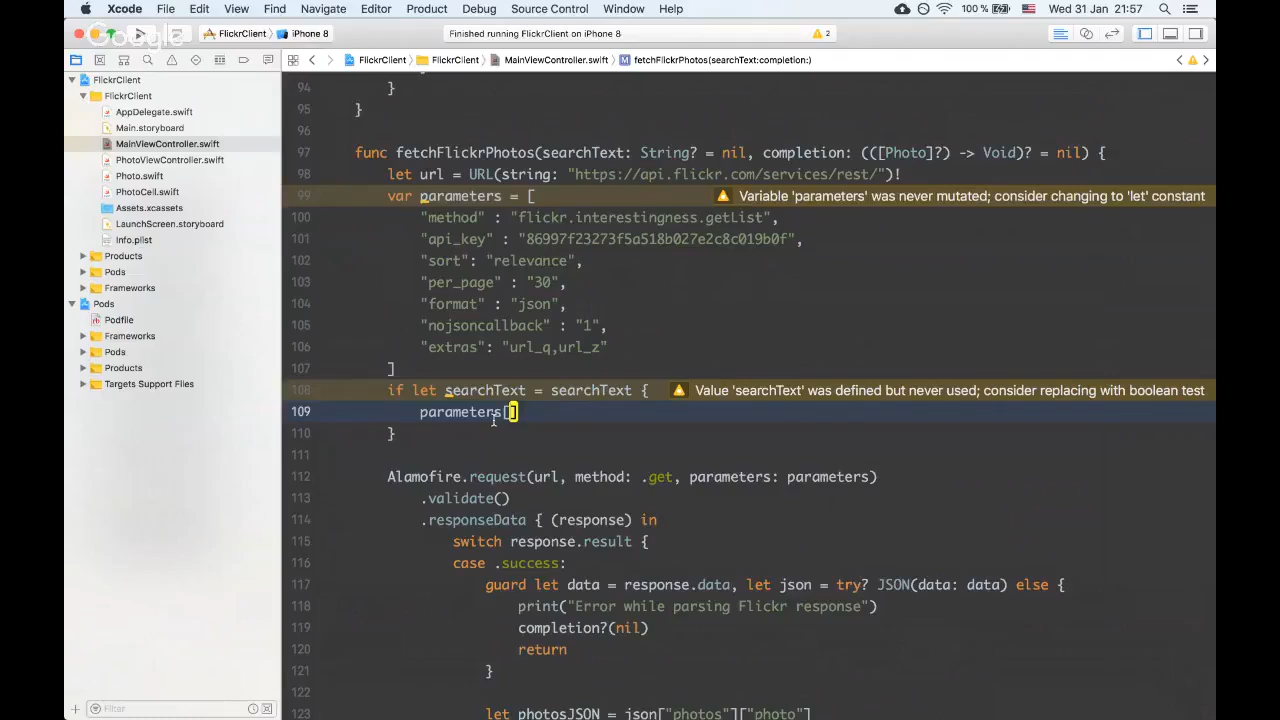 Xcode File Edit View Find Navigate Editor Product Debug Source Control Window Help 100 % Wed 31 Jan 21:57
Google
FlickrClient iPhone 8 Finished running FlickrClient on iPhone 8 2
FlickrClient FlickrClient MainViewController.swift M fetchFlickrPhotos(searchText:completion:)
FlickrClient
FlickrClient
AppDelegate.swift
Main.storyboard
MainViewController.swift
PhotoViewController.swift
Photo.swift
PhotoCell.swift
Assets.xcassets
LaunchScreen.storyboard
Info.plist
Products
Pods
Frameworks
Pods
Podfile
Frameworks
Pods
Products
Targets Support Files
Filter
94 }
95 }
96
97 func fetchFlickrPhotos(searchText: String? = nil, completion: (([Photo]?) -> Void)? = nil) {
98 let url = URL(string: "https://api.flickr.com/services/rest/")!
99 var parameters = [ Variable 'parameters' was never mutated; consider changing to 'let' constant
100 "method" : "flickr.interestingness.getList",
101 "api_key" : "86997f23273f5a518b027e2c8c019b0f",
102 "sort": "relevance",
103 "per_page" : "30",
104 "format" : "json",
105 "nojsoncallback" : "1",
106 "extras": "url_q,url_z"
107 ]
108 if let searchText = searchText { Value 'searchText' was defined but never used; consider replacing with boolean test
109 parameters[]
110 }
111
112 Alamofire.request(url, method: .get, parameters: parameters)
113 .validate()
114 .responseData { (response) in
115 switch response.result {
116 case .success:
117 guard let data = response.data, let json = try? JSON(data: data) else {
118 print("Error while parsing Flickr response")
119 completion?(nil)
120 return
121 }
122
123 let photosJSON = json["photos"]["photo"]